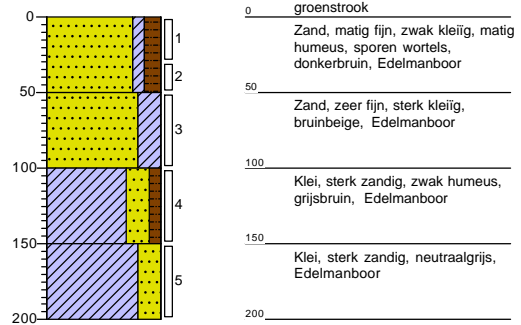 0
50
100
150
200
1
2
3
4
5
0
groenstrook
Zand, matig fijn, zwak kleiïg, matig
humeus, sporen wortels,
donkerbruin, Edelmanboor
50
Zand, zeer fijn, sterk kleiïg,
bruinbeige, Edelmanboor
100
Klei, sterk zandig, zwak humeus,
grijsbruin, Edelmanboor
150
Klei, sterk zandig, neutraalgrijs,
Edelmanboor
200